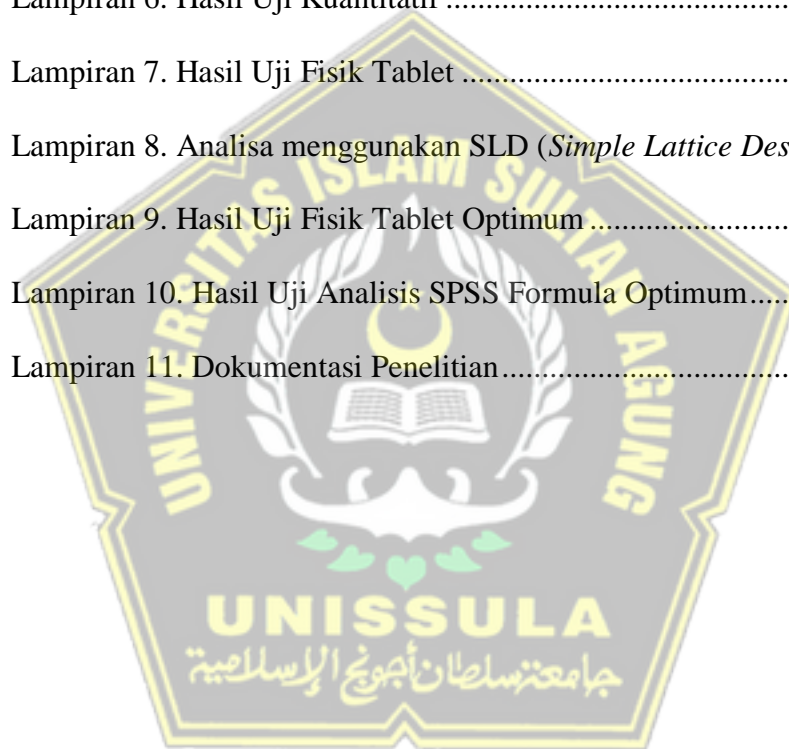 Lampiran 6. Hasil Uji Kuantitatif ........................................
Lampiran 7. Hasil Uji Fisik Tablet ......................................
Lampiran 8. Analisa menggunakan SLD (Simple Lattice Des
Lampiran 9. Hasil Uji Fisik Tablet Optimum .......................
Lampiran 10. Hasil Uji Analisis SPSS Formula Optimum.....
Lampiran 11. Dokumentasi Penelitian .................................
UNIVERSITAS ISLAM SULTAN AGUNG
UNISSULA
جامعة سلطان أجونج الإسلامية